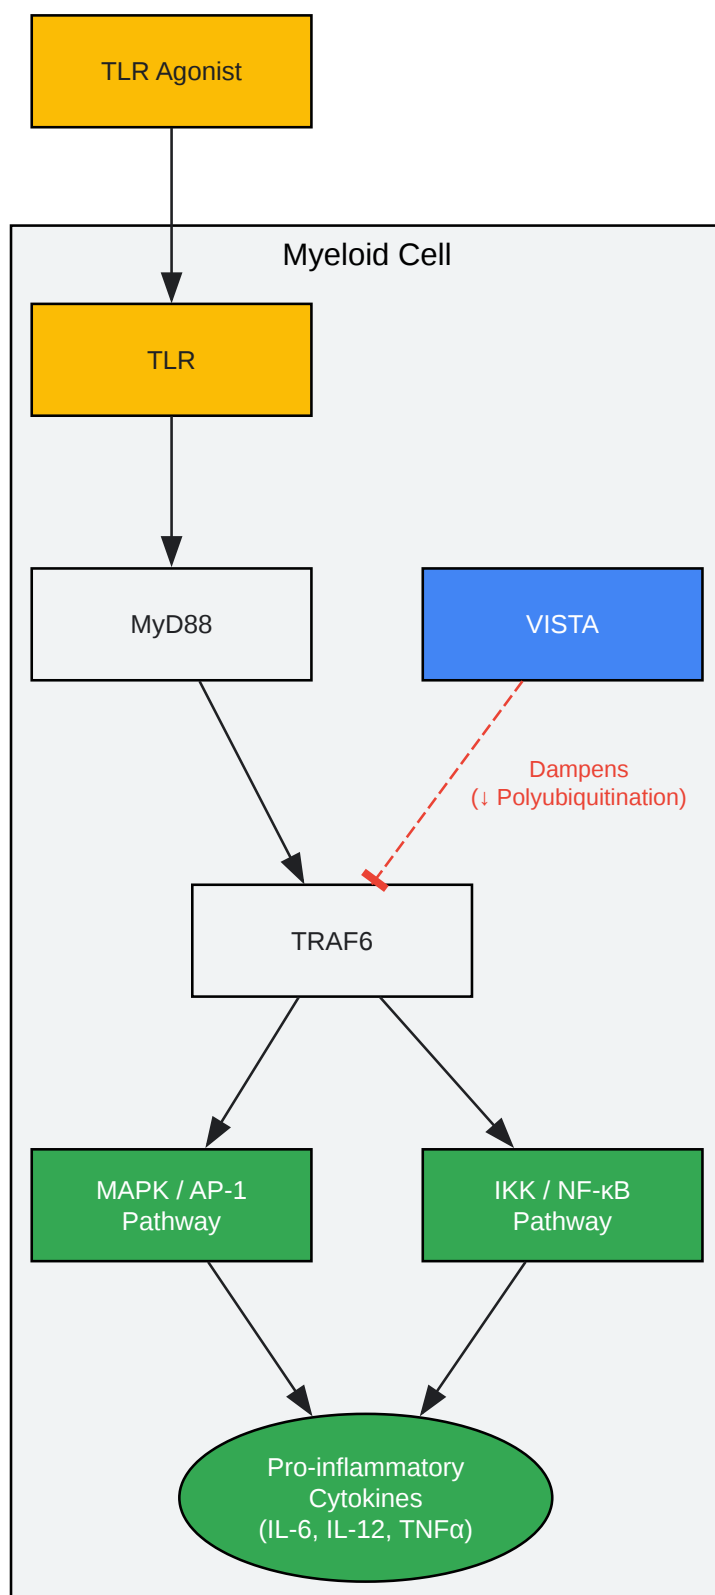 TLR Agonist
Myeloid Cell
TLR
MyD88
VISTA
Dampens
(↓ Polyubiquitination)
TRAF6
MAPK / AP-1
Pathway
IKK / NF-κB
Pathway
Pro-inflammatory
Cytokines
(IL-6, IL-12, TNFα)